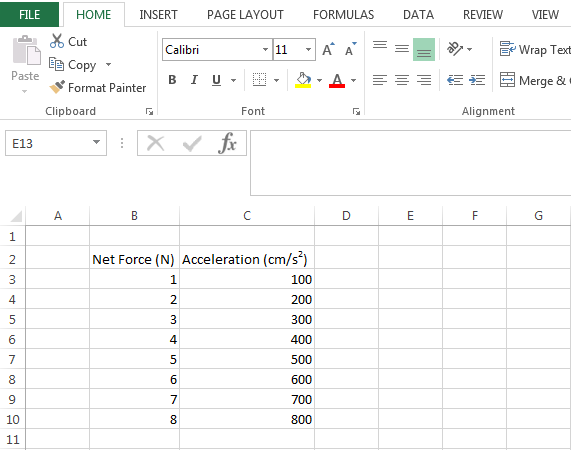 FILE HOME INSERT PAGE LAYOUT FORMULAS DATA REVIEW VIEW
Cut
Copy
Format Painter
Paste
Calibri 11
B I U A
Wrap Text
Merge &
Clipboard Font Alignment
E13 fx
A B C D E F G
1
2 Net Force (N) Acceleration (cm/s²)
3 1 100
4 2 200
5 3 300
6 4 400
7 5 500
8 6 600
9 7 700
10 8 800
11